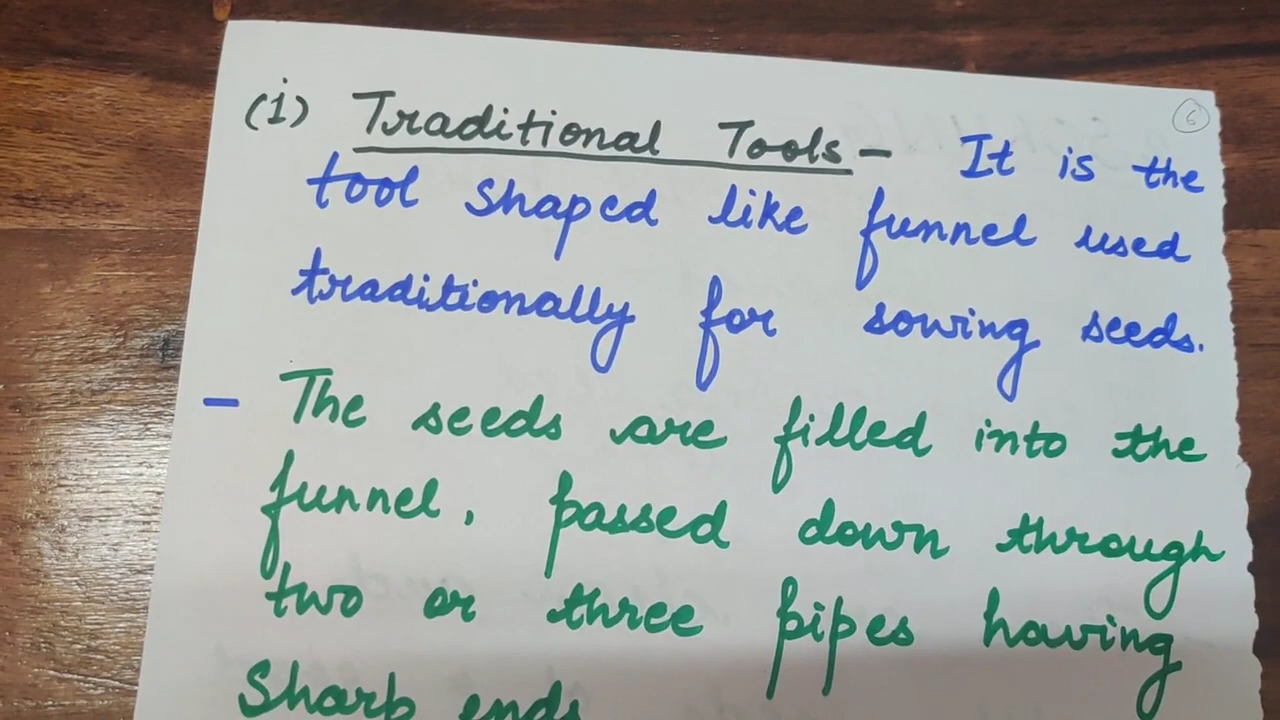 6
(i) Traditional Tools - It is the
tool shaped like funnel used
traditionally for sowing seeds.
- The seeds are filled into the
funnel, passed down through
two or three pipes having
Sharp ends